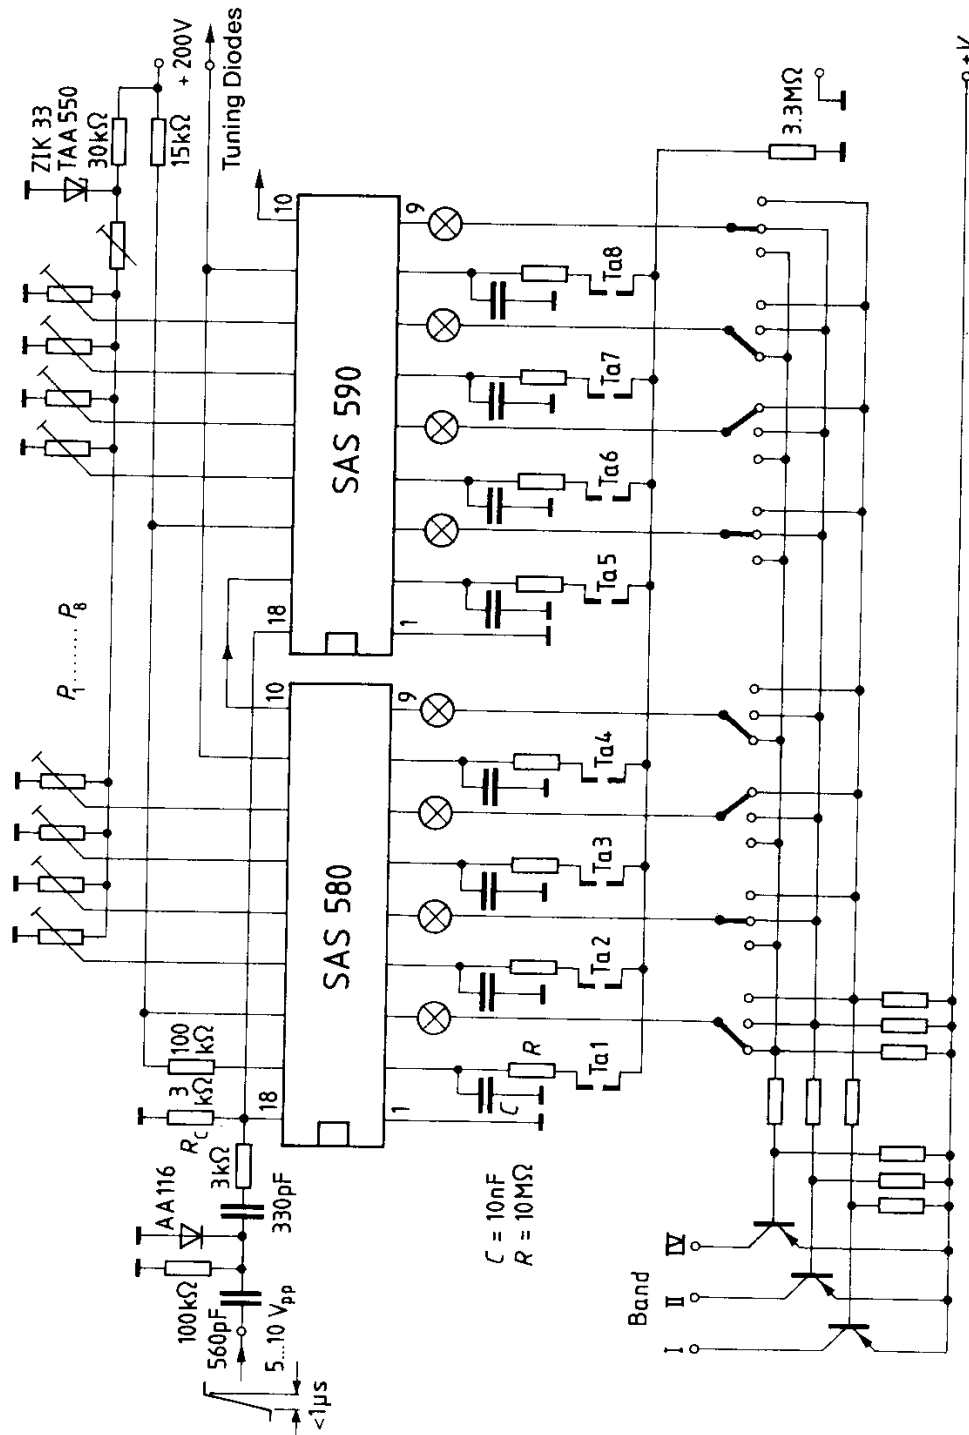 ZIK 33
TAA 550
30kΩ
+200V
15kΩ
Tuning Diodes
P₁........P₈
10
9
18
1
SAS 590
10
9
18
1
SAS 580
100
kΩ
3
kΩ
R_C
3kΩ
330pF
AA116
100kΩ
560pF
5...10 Vpp
<1μs
C = 10nF
R = 10MΩ
C
R
Ta1
Ta2
Ta3
Ta4
Ta5
Ta6
Ta7
Ta8
3.3MΩ
+V
Band
I
II
IV